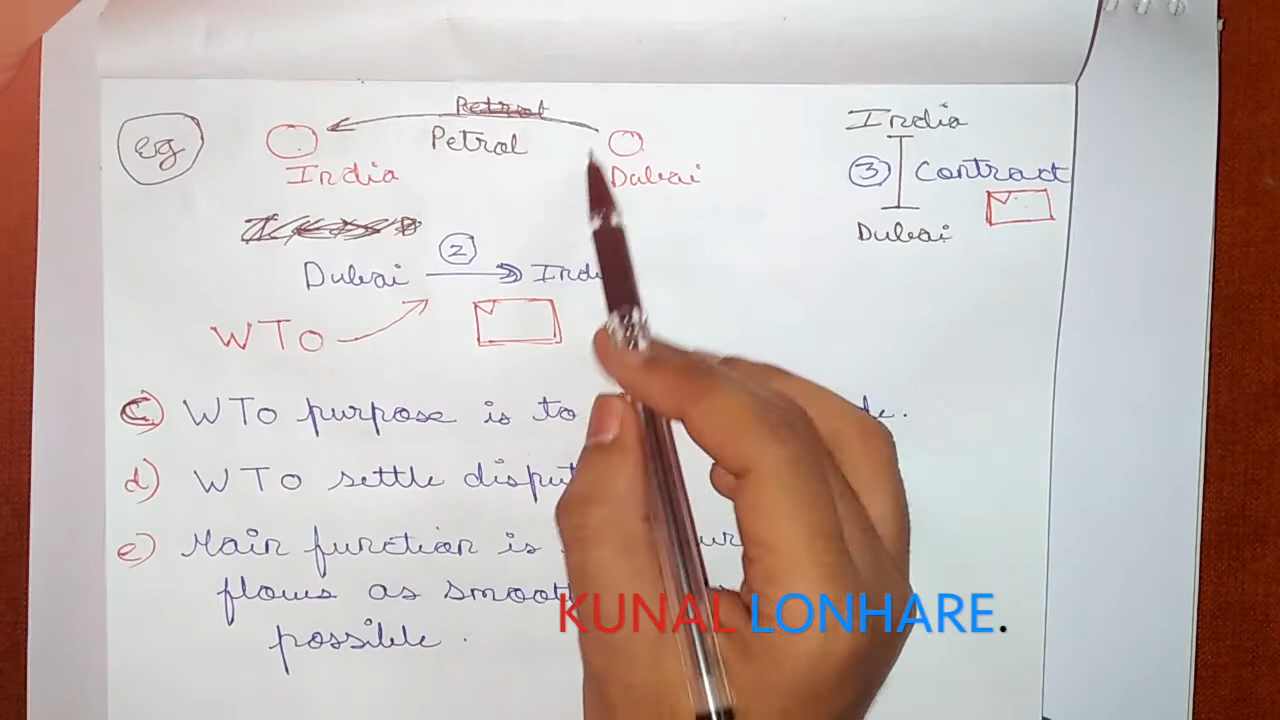 Petrol
eg
Petrol
India
Dubai
India
3 Contract
Dubai
2
Dubai
WTO
c) WTO purpose is to
d) WTO settle
e) Main function is
flows as
possible.
KUNAL LONHARE.